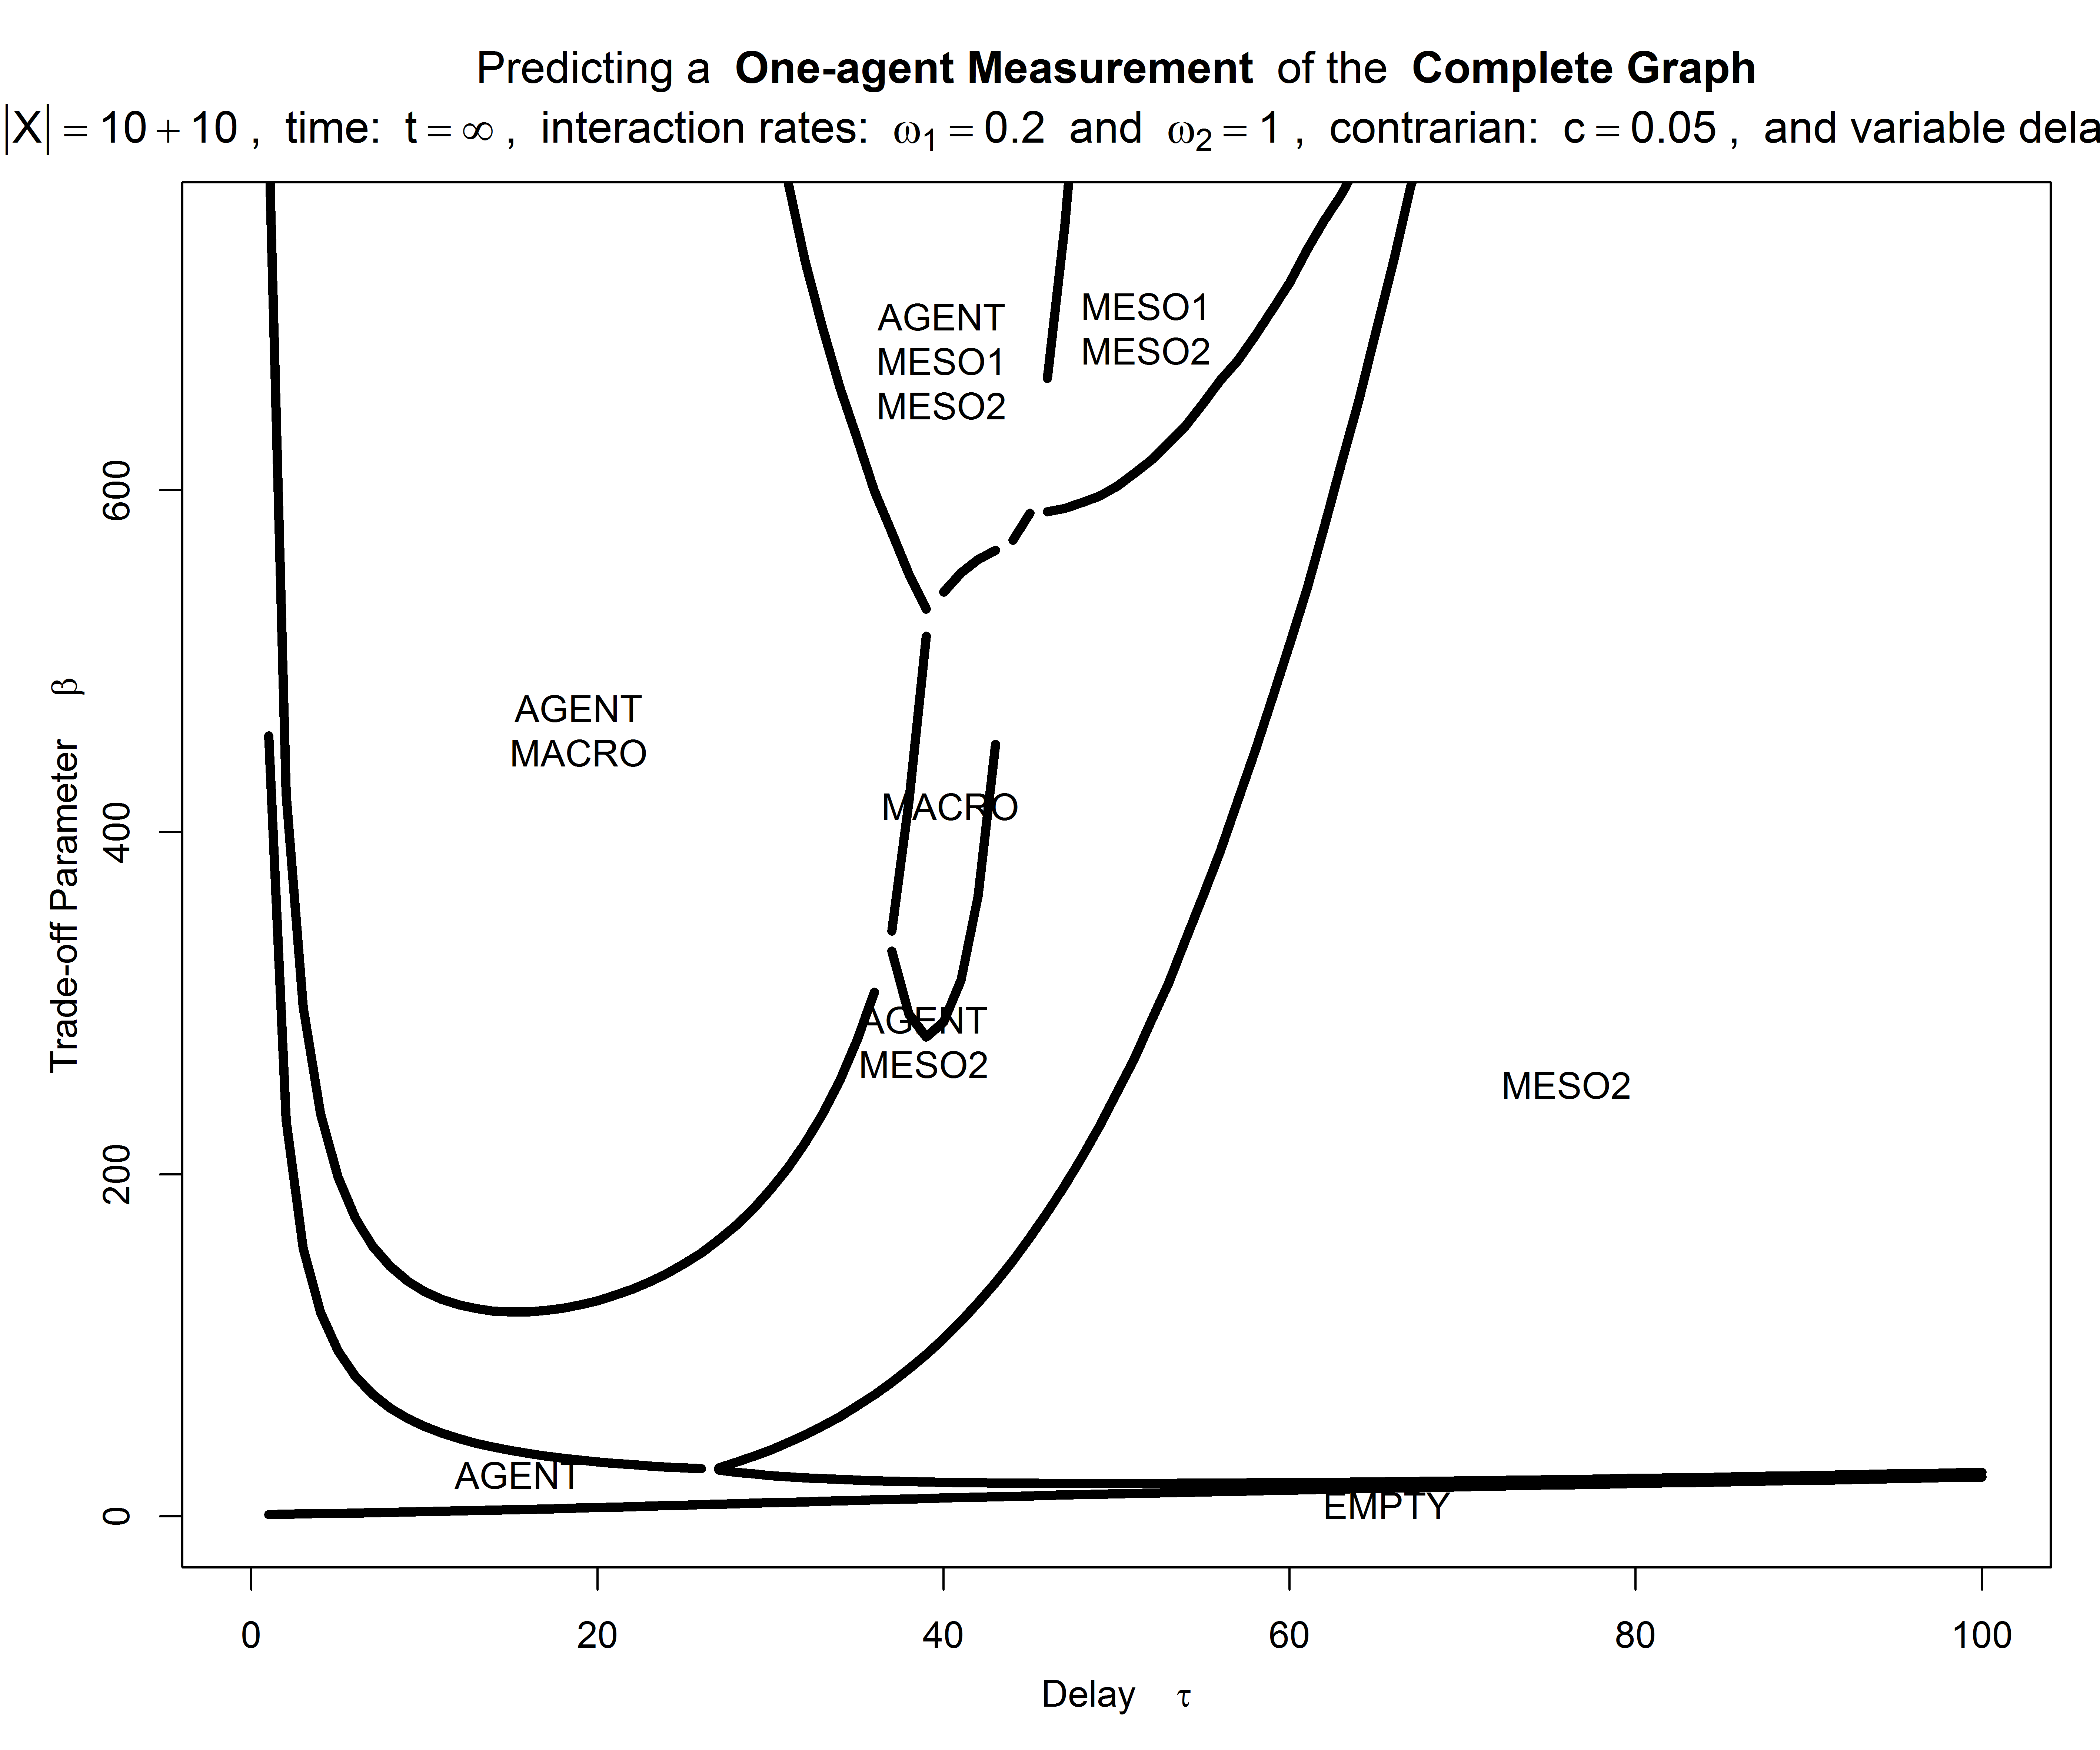 Predicting a One-agent Measurement of the Complete Graph
|X| = 10 + 10 , time: t = ∞ , interaction rates: ω1 = 0.2 and ω2 = 1 , contrarian: c = 0.05 , and variable dela
MESO1
MESO2
AGENT
MESO1
MESO2
AGENT
MACRO
MACRO
AGENT
MESO2
MESO2
AGENT
EMPTY
Trade-off Parameter β
0
200
400
600
0 20 40 60 80 100
Delay τ